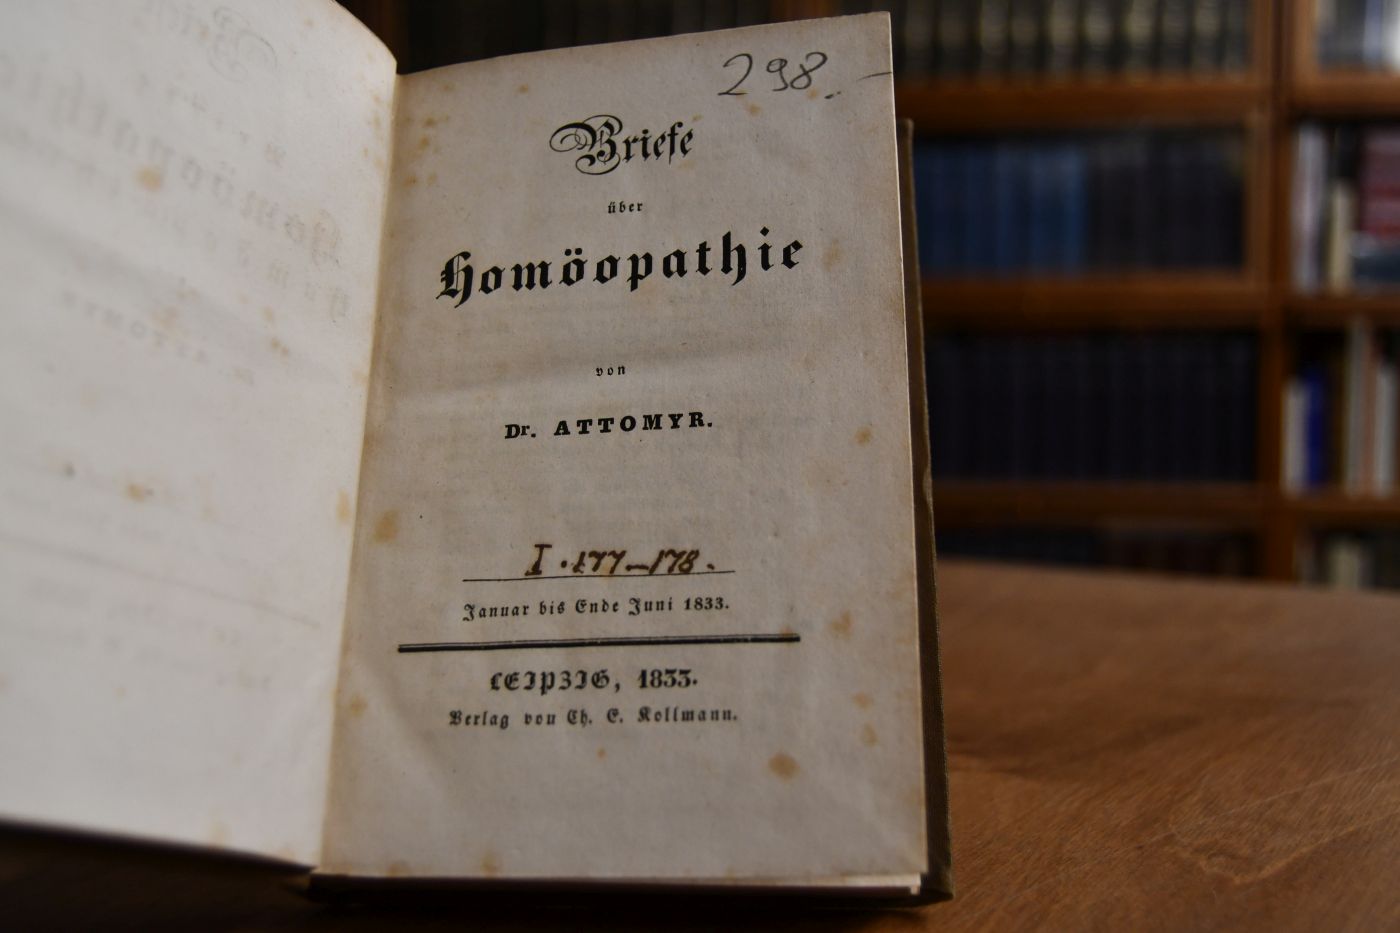 298.-
Briefe
über
Homöopathie
von
Dr. ATTOMYR.
I. 177-178.
Januar bis Ende Juni 1833.
LEIPZIG, 1833.
Verlag von Ch. E. Kollmann.